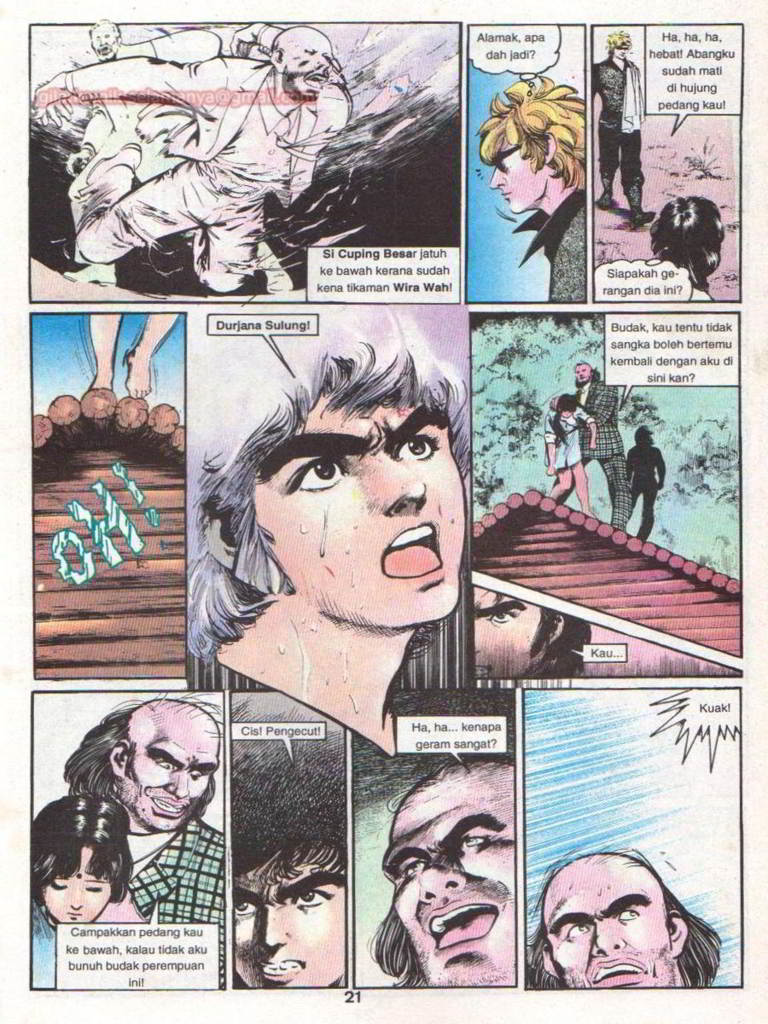 gilakomikselamanya@gmail.com
Si Cuping Besar jatuh
ke bawah kerana sudah
kena tikaman Wira Wah!
Alamak, apa
dah jadi?
Ha, ha, ha,
hebat! Abangku
sudah mati
di hujung
pedang kau!
Siapakah ge-
rangan dia ini?
OH!
Durjana Sulung!
Budak, kau tentu tidak
sangka boleh bertemu
kembali dengan aku di
sini kan?
Kau...
Campakkan pedang kau
ke bawah, kalau tidak aku
bunuh budak perempuan
ini!
Cis! Pengecut!
Ha, ha... kenapa
geram sangat?
Kuak!
21